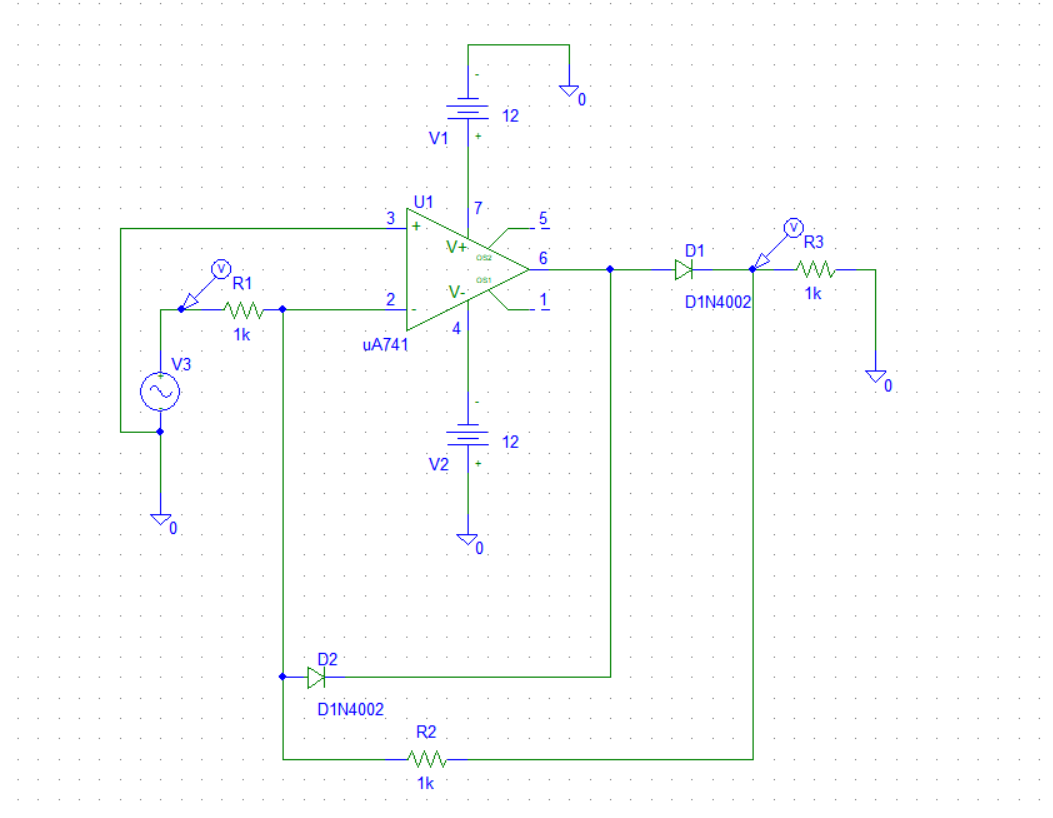 -
0
12
V1
+
U1
7
3
+
5
V
V+
OS2
R3
D1
6
V
R1
OS1
D1N4002
1k
2
-
V-
1
1k
4
uA741
V3
+
0
-
12
V2
+
0
0
D2
D1N4002
R2
1k